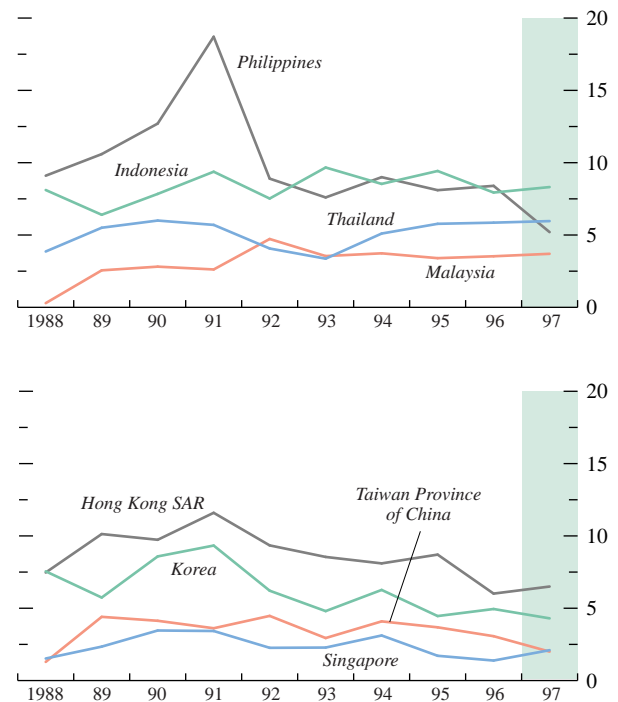 20
Philippines
15
10
Indonesia
Thailand
5
Malaysia
0
1988 89 90 91 92 93 94 95 96 97
20
15
Taiwan Province
of China
Hong Kong SAR
10
Korea
5
Singapore
0
1988 89 90 91 92 93 94 95 96 97